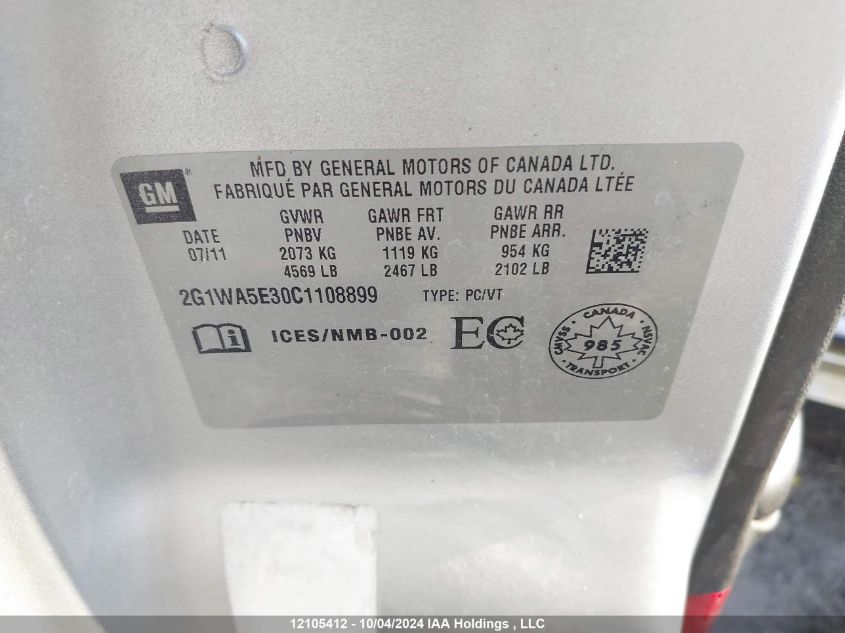 MFD BY GENERAL MOTORS OF CANADA LTD.
FABRIQUÉ PAR GENERAL MOTORS DU CANADA LTÉE
GM ®
GVWR GAWR FRT GAWR RR
DATE PNBV PNBE AV. PNBE ARR.
07/11 2073 KG 1119 KG 954 KG
4569 LB 2467 LB 2102 LB
2G1WA5E30C1108899 TYPE: PC/VT
i ICES/NMB-002 EC
CANADA
CMVSS 985 NSVAC
TRANSPORT
12105412 - 10/04/2024 IAA Holdings , LLC